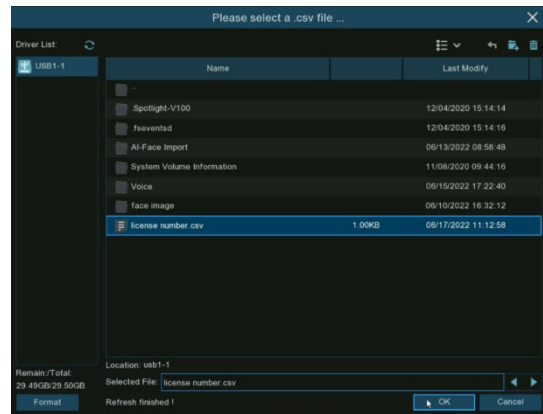 Please select a .csv file ...
Driver List:
USB1-1
Name
Last Modify
..
.Spotlight-V100
12/04/2020 15:14:14
.fseventsd
12/04/2020 15:14:16
AI-Face Import
06/13/2022 08:58:48
System Volume Information
11/08/2020 09:44:16
Voice
06/15/2022 17:22:40
face image
06/10/2022 16:32:12
license number.csv
1.00KB
06/17/2022 11:12:58
Location: usb1-1
Remain:/Total:
29.49GB/29.50GB
Selected File:
license number.csv
Format
Refresh finished !
OK
Cancel